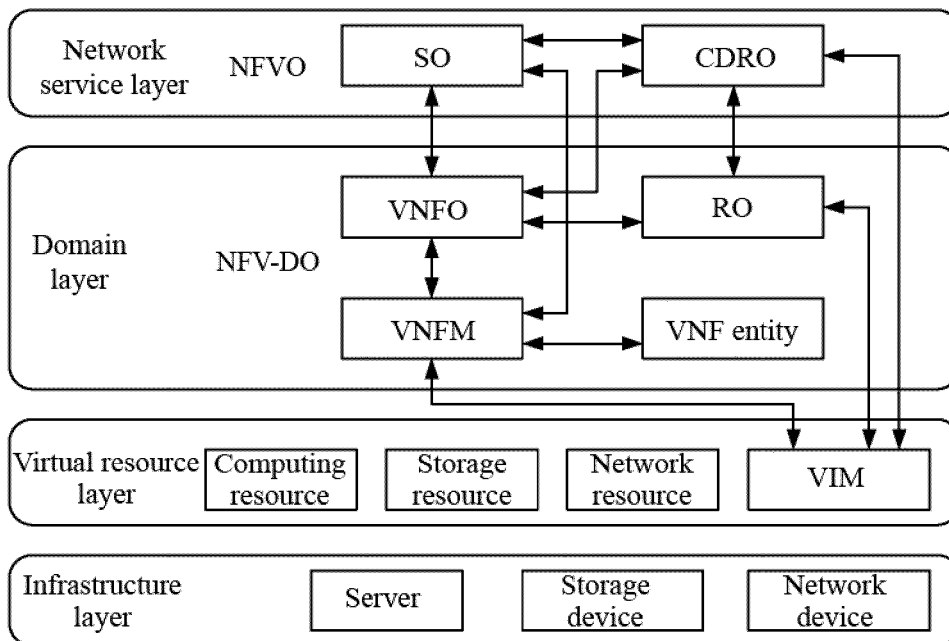 Network
service layer
NFVO
SO
CDRO
Domain
layer
NFV-DO
VNFO
RO
VNFM
VNF entity
Virtual resource
layer
Computing
resource
Storage
resource
Network
resource
VIM
Infrastructure
layer
Server
Storage
device
Network
device